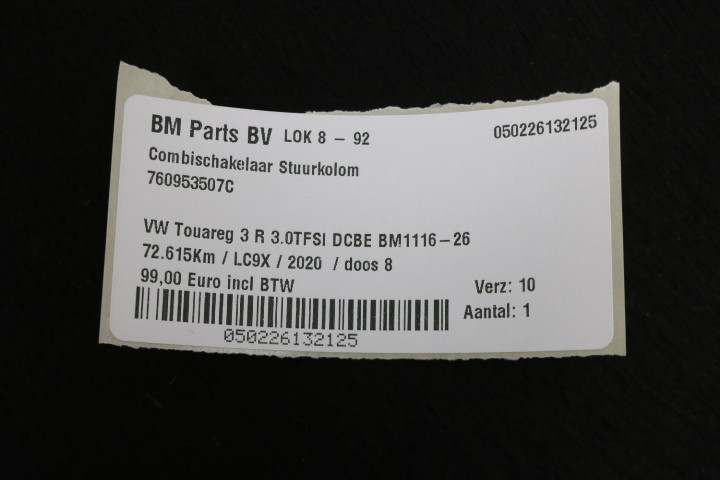 BM Parts BV LOK 8 - 92 050226132125
Combischakelaar Stuurkolom
760953507C
VW Touareg 3 R 3.0TFSI DCBE BM1116-26
72.615Km / LC9X / 2020 / doos 8
99,00 Euro incl BTW Verz: 10
Aantal: 1
050226132125